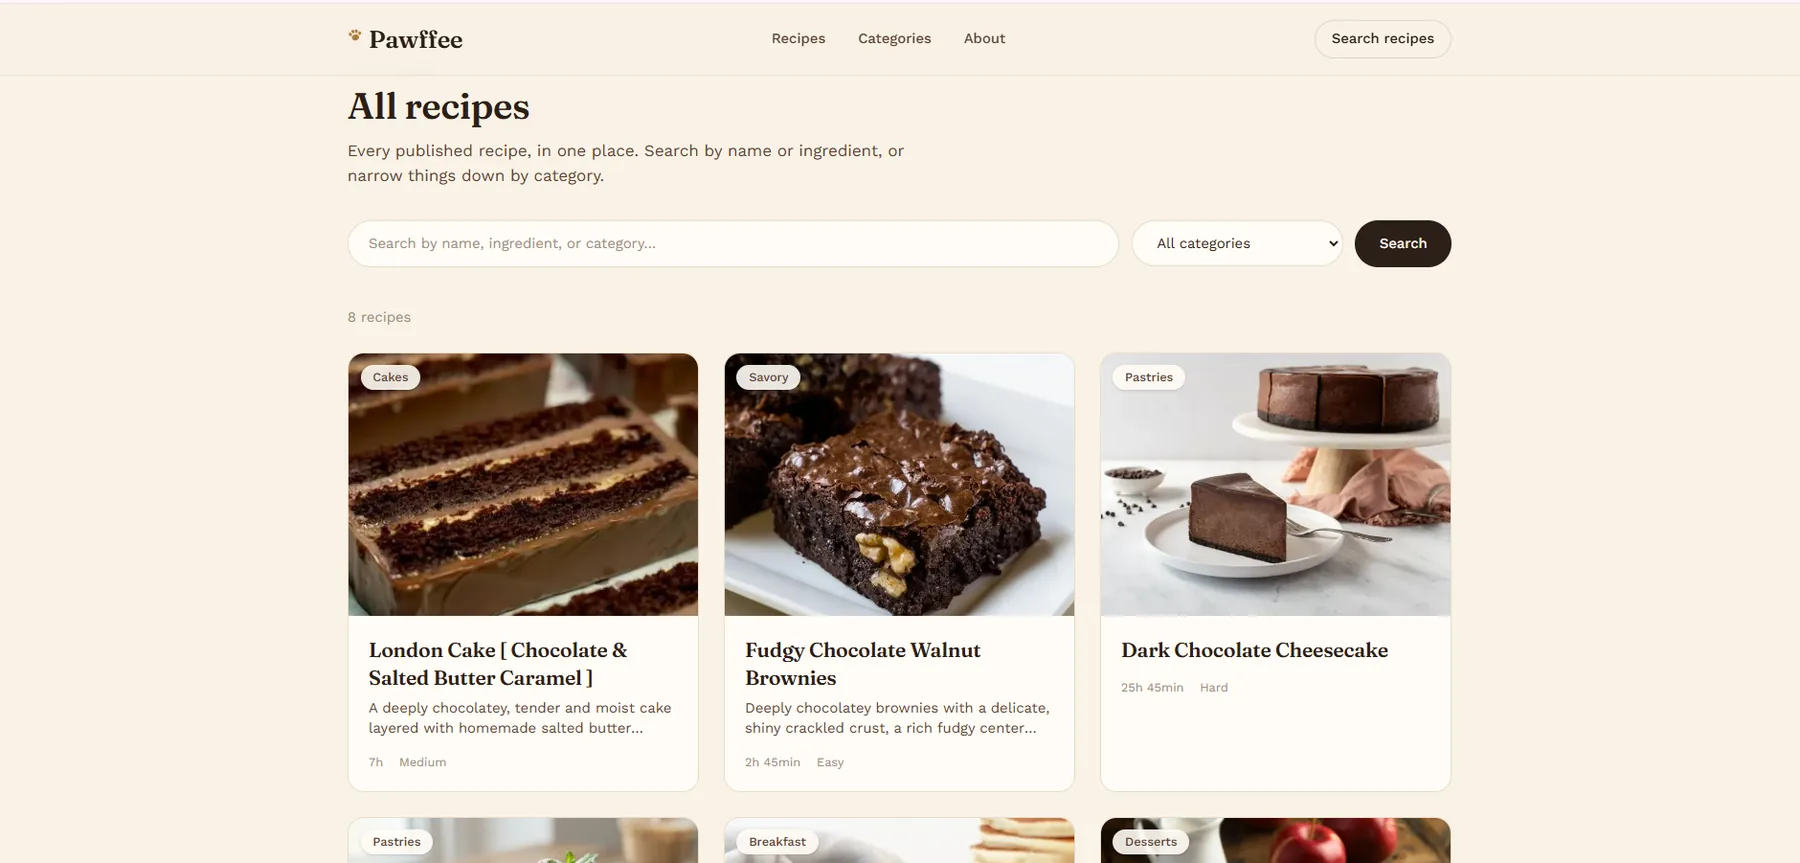 Pawffee
Recipes
Categories
About
Search recipes
All recipes
Every published recipe, in one place. Search by name or ingredient, or
narrow things down by category.
Search by name, ingredient, or category...
All categories
Search
8 recipes
Cakes
London Cake [ Chocolate &
Salted Butter Caramel ]
A deeply chocolatey, tender and moist cake
layered with homemade salted butter...
7h Medium
Savory
Fudgy Chocolate Walnut
Brownies
Deeply chocolatey brownies with a delicate,
shiny crackled crust, a rich fudgy center...
2h 45min Easy
Pastries
Dark Chocolate Cheesecake
25h 45min Hard
Pastries
Breakfast
Desserts